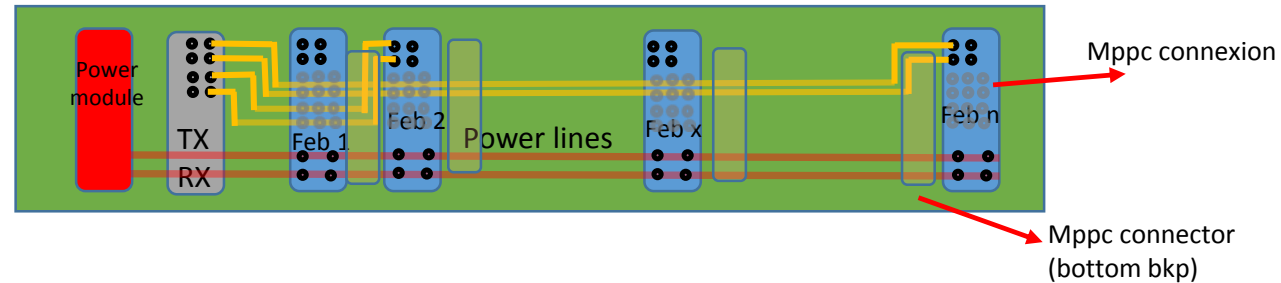 Power
module
TX
RX
Feb 1
Feb 2
Power lines
Feb x
Feb n
Mppc connexion
Mppc connector
(bottom bkp)